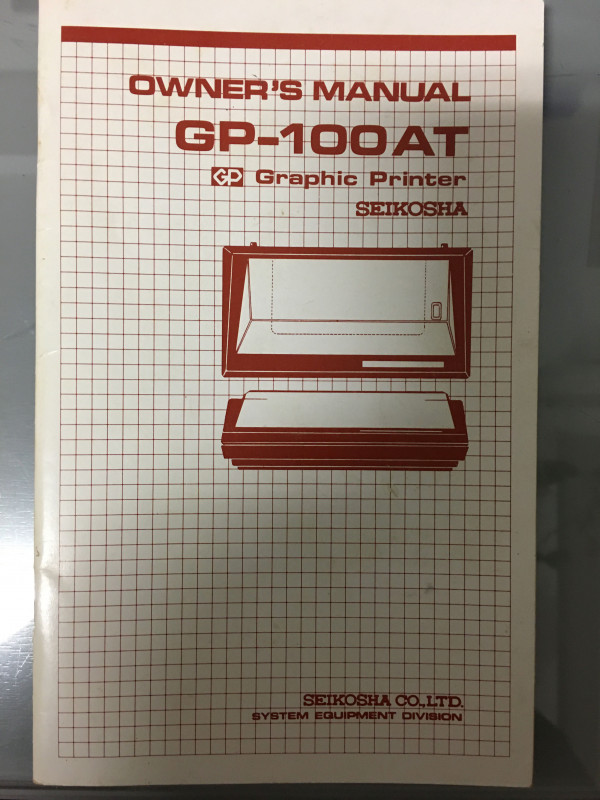 OWNER'S MANUAL
GP-100AT
GP Graphic Printer
SEIKOSHA
SEIKOSHA CO.,LTD.
SYSTEM EQUIPMENT DIVISION